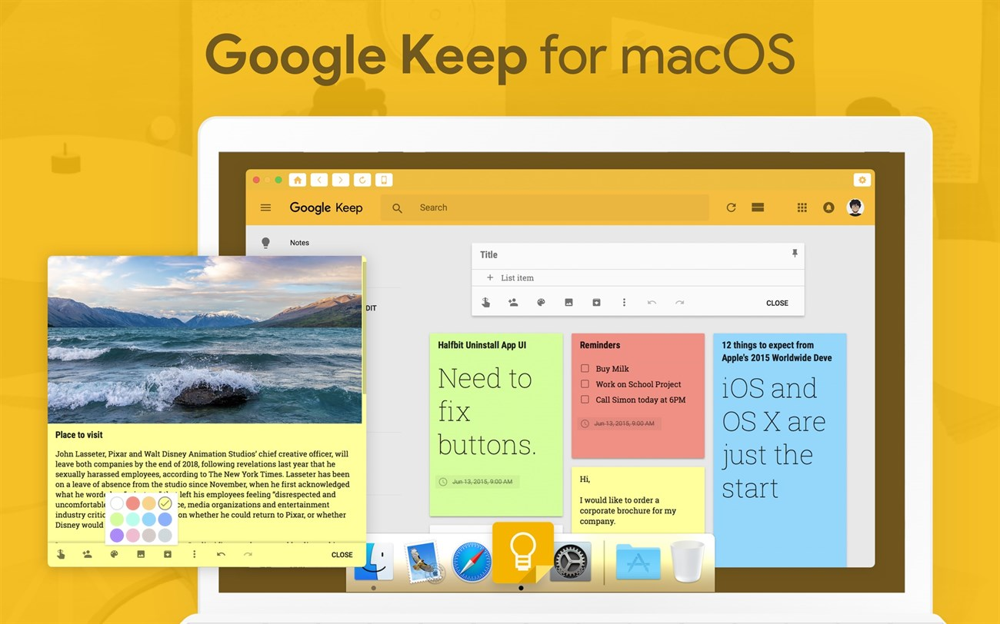 Google Keep for macOS
Google Keep
Search
Notes
DIT
Title
List item
CLOSE
Halfbit Uninstall App UI
Need to
fix
buttons.
Jun 13, 2015, 9:00 AM
Reminders
Buy Milk
Work on School Project
Call Simon today at 6PM
Jun 13, 2015, 9:00 AM
12 things to expect from
Apple's 2015 Worldwide Deve
iOS and
OS X are
just the
start
Hi,
I would like to order a
corporate brochure for my
company.
Place to visit
John Lasseter, Pixar and Walt Disney Animation Studios' chief creative officer, will
leave both companies by the end of 2018, following revelations last year that he
sexually harassed employees, according to The New York Times. Lasseter has been
on a leave of absence from the studio since November, when he first acknowledged
what he left his employees feeling "disrespected and
uncomfortable media organizations and entertainment
industry on whether he could return to Pixar, or whether
Disney would
CLOSE